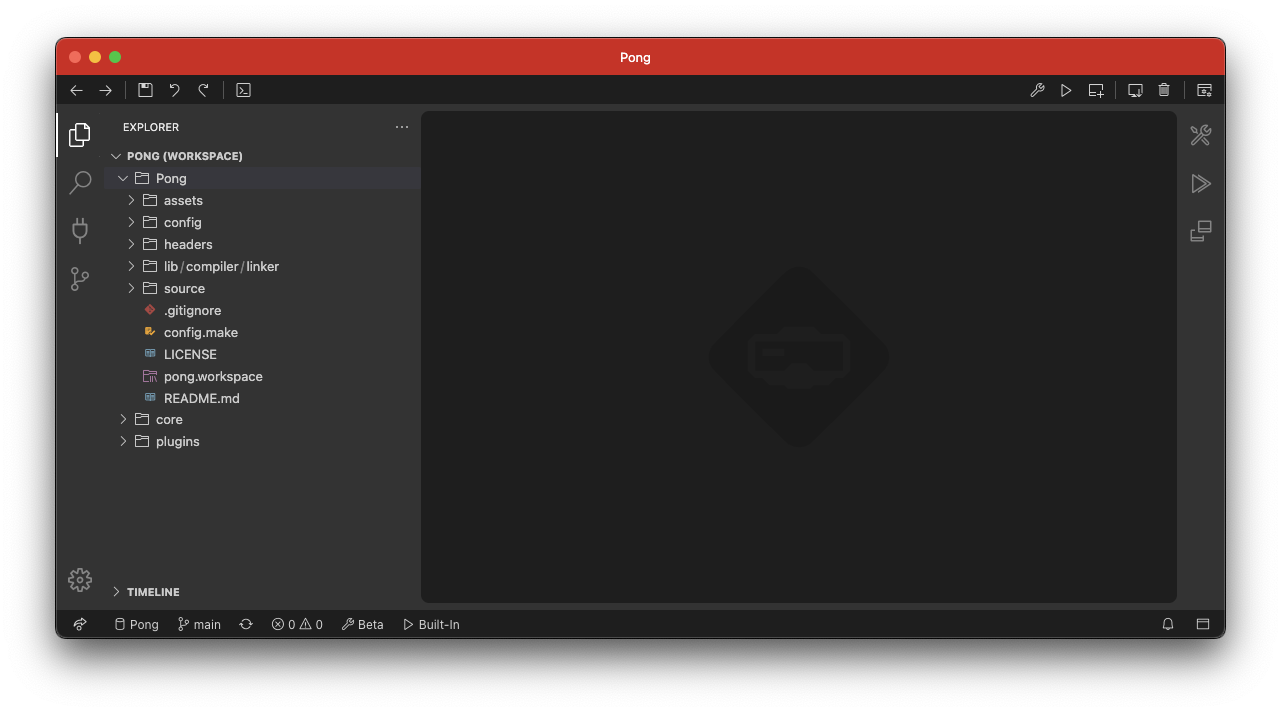 Pong
EXPLORER
PONG (WORKSPACE)
Pong
assets
config
headers
lib/compiler/linker
source
.gitignore
config.make
LICENSE
pong.workspace
README.md
core
plugins
TIMELINE
Pong main 0 0 Beta Built-In